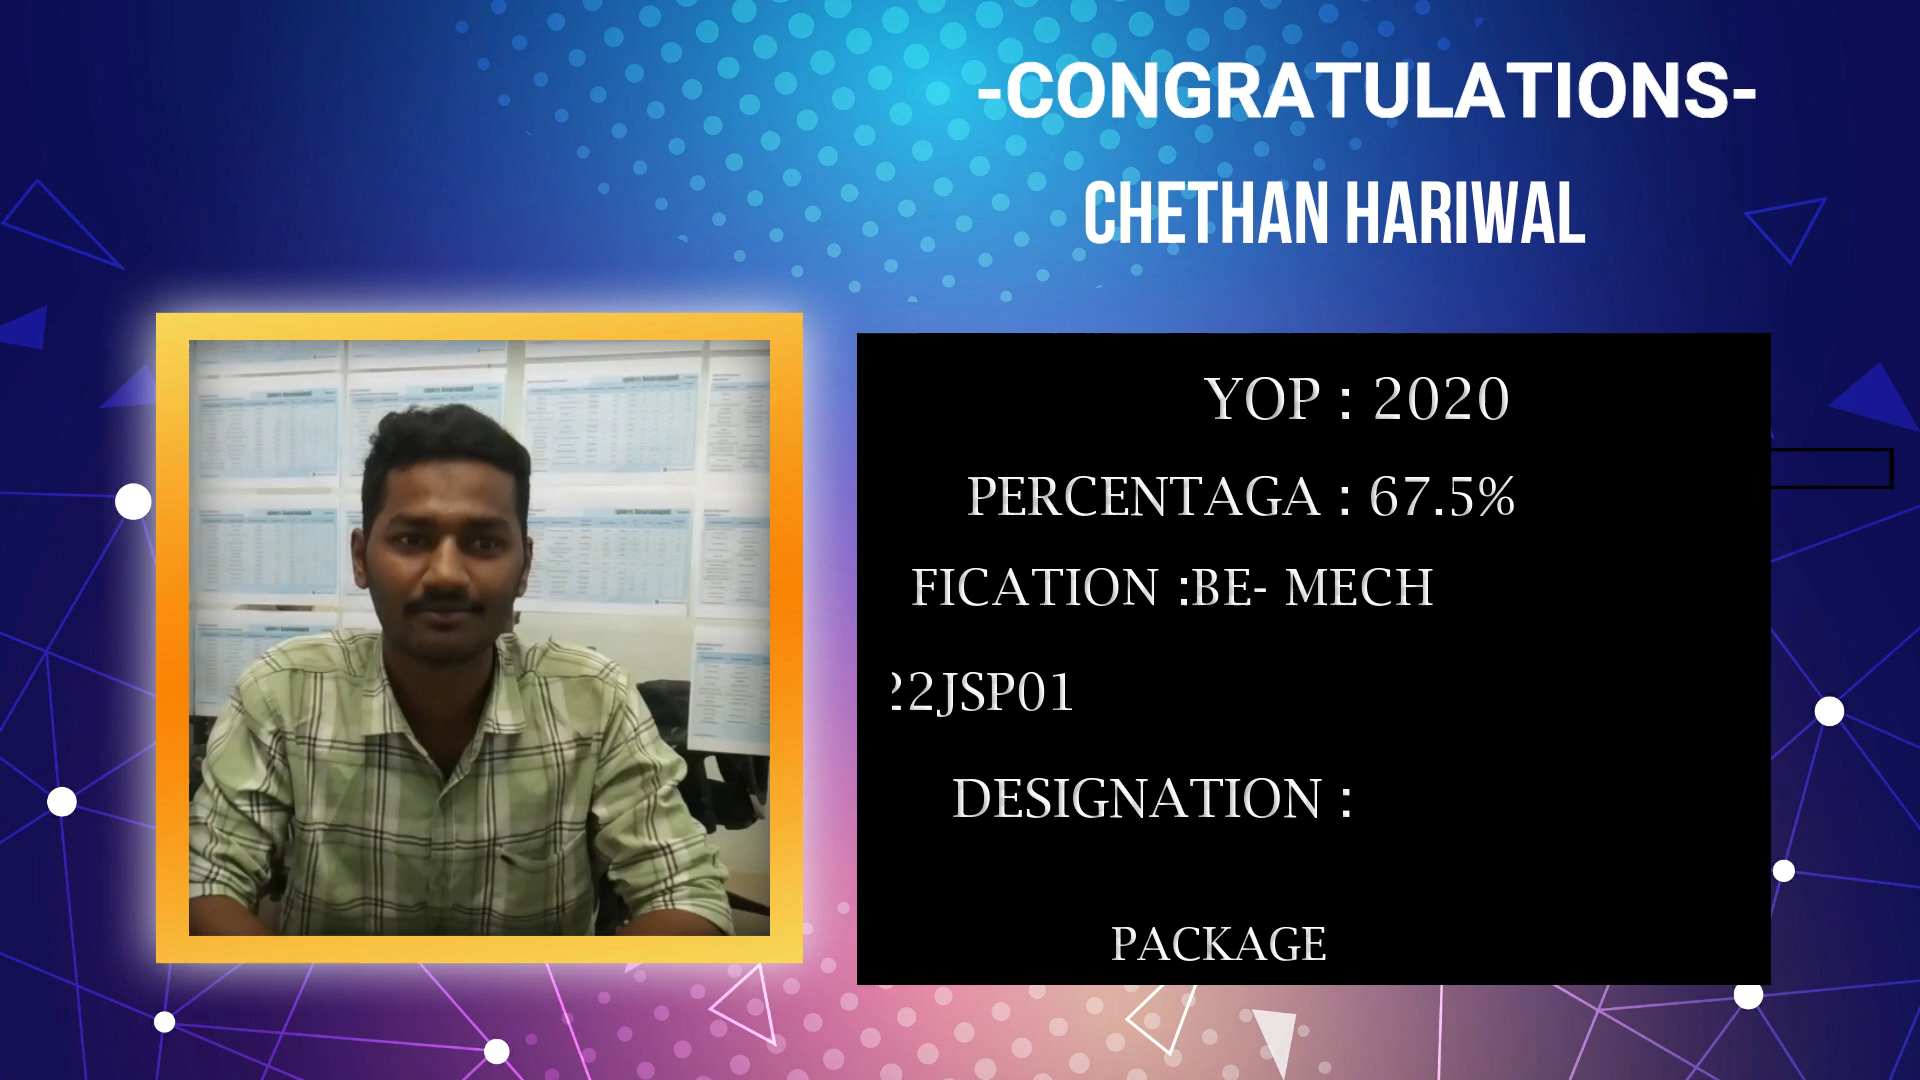 -CONGRATULATIONS-
CHETHAN HARIWAL
YOP : 2020
PERCENTAGA : 67.5%
FICATION :BE- MECH
22JSP01
DESIGNATION :
PACKAGE